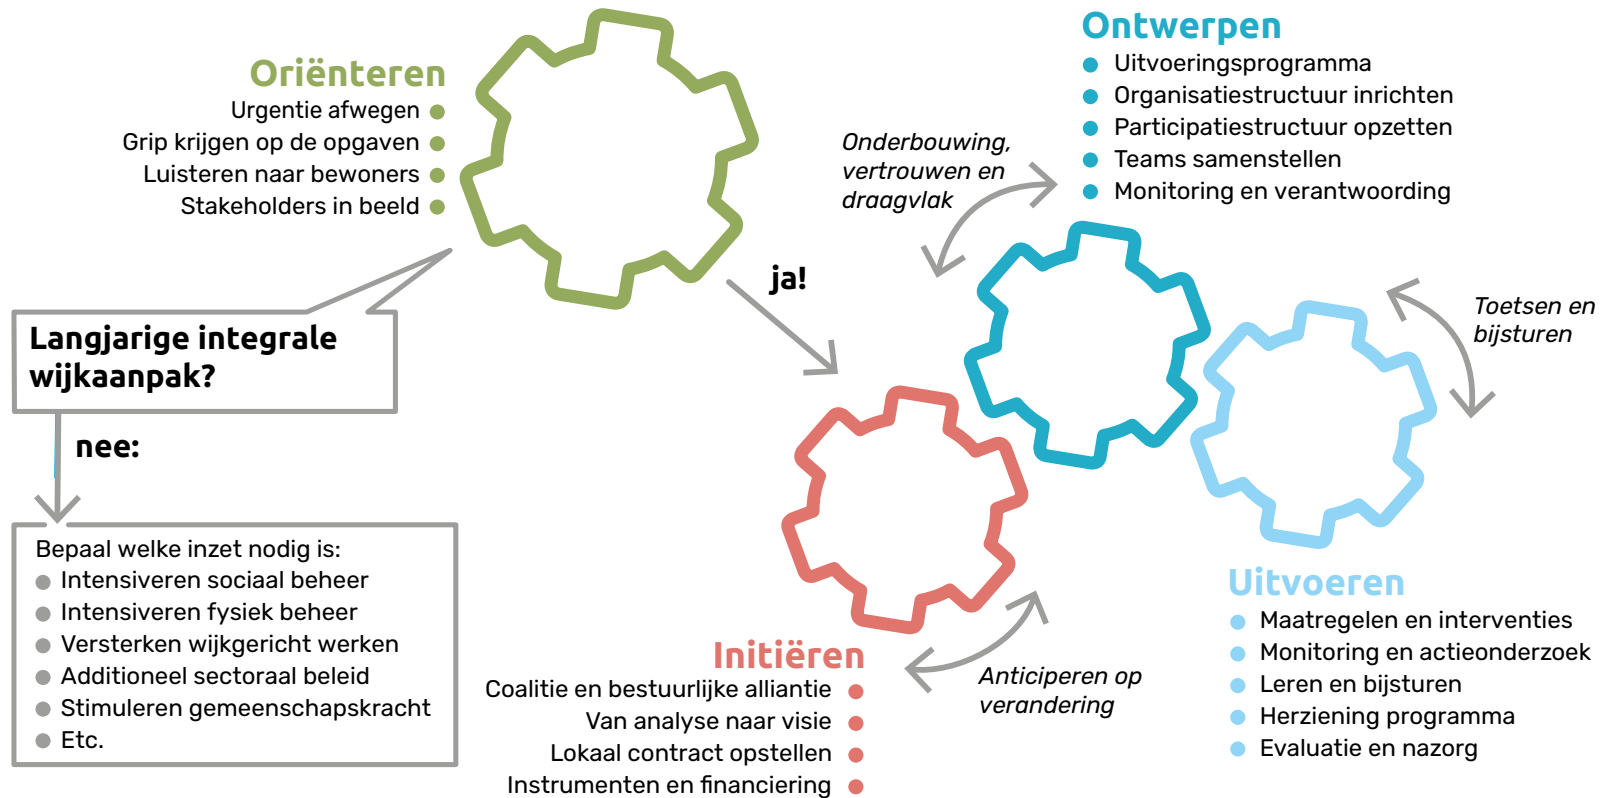 Oriënteren
Urgentie afwegen
Grip krijgen op de opgaven
Luisteren naar bewoners
Stakeholders in beeld
Langjarige integrale
wijkaanpak?
nee:
Bepaal welke inzet nodig is:
Intensiveren sociaal beheer
Intensiveren fysiek beheer
Versterken wijkgericht werken
Additioneel sectoraal beleid
Stimuleren gemeenschapskracht
Etc.
ja!
Initiëren
Coalitie en bestuurlijke alliantie
Van analyse naar visie
Lokaal contract opstellen
Instrumenten en financiering
Anticiperen op
verandering
Onderbouwing,
vertrouwen en
draagvlak
Ontwerpen
Uitvoeringsprogramma
Organisatiestructuur inrichten
Participatiestructuur opzetten
Teams samenstellen
Monitoring en verantwoording
Toetsen en
bijsturen
Uitvoeren
Maatregelen en interventies
Monitoring en actieonderzoek
Leren en bijsturen
Herziening programma
Evaluatie en nazorg